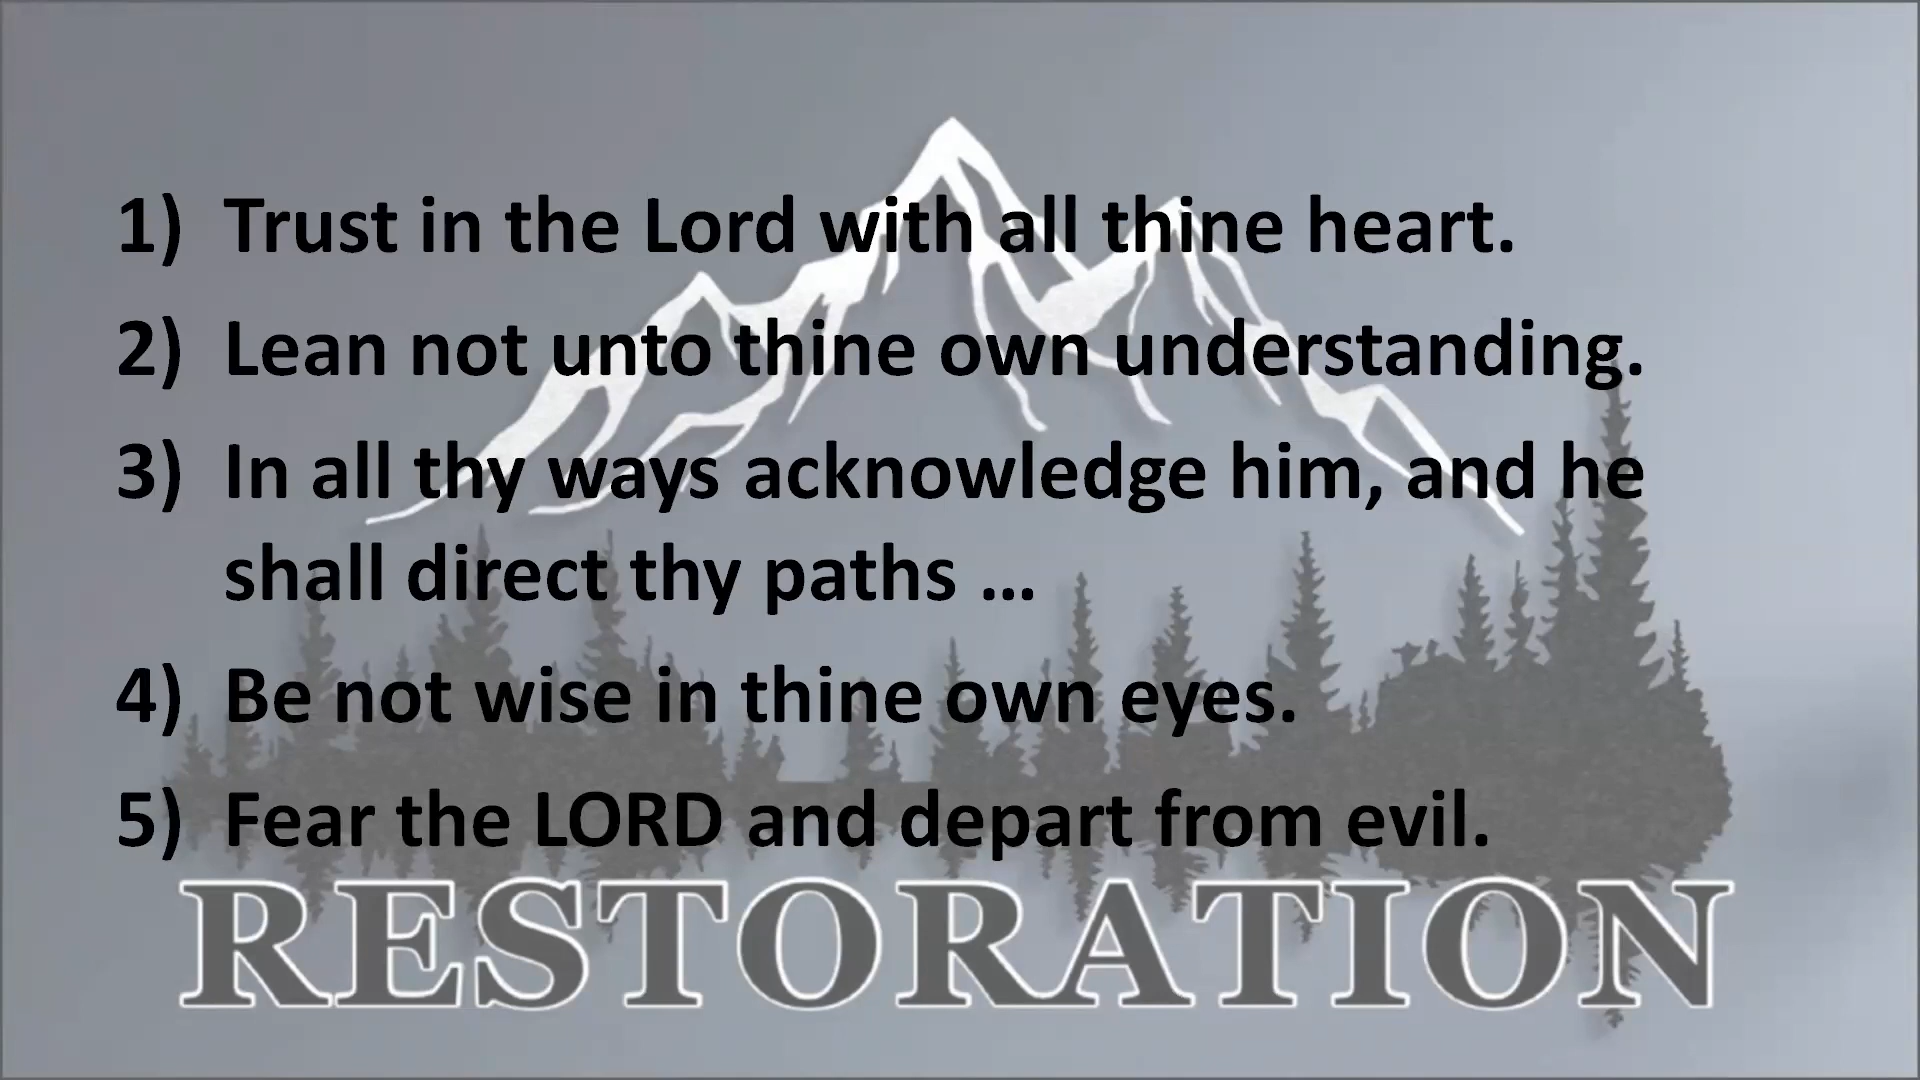 1) Trust in the Lord with all thine heart.
2) Lean not unto thine own understanding.
3) In all thy ways acknowledge him, and he
shall direct thy paths ...
4) Be not wise in thine own eyes.
5) Fear the LORD and depart from evil.
RESTORATION